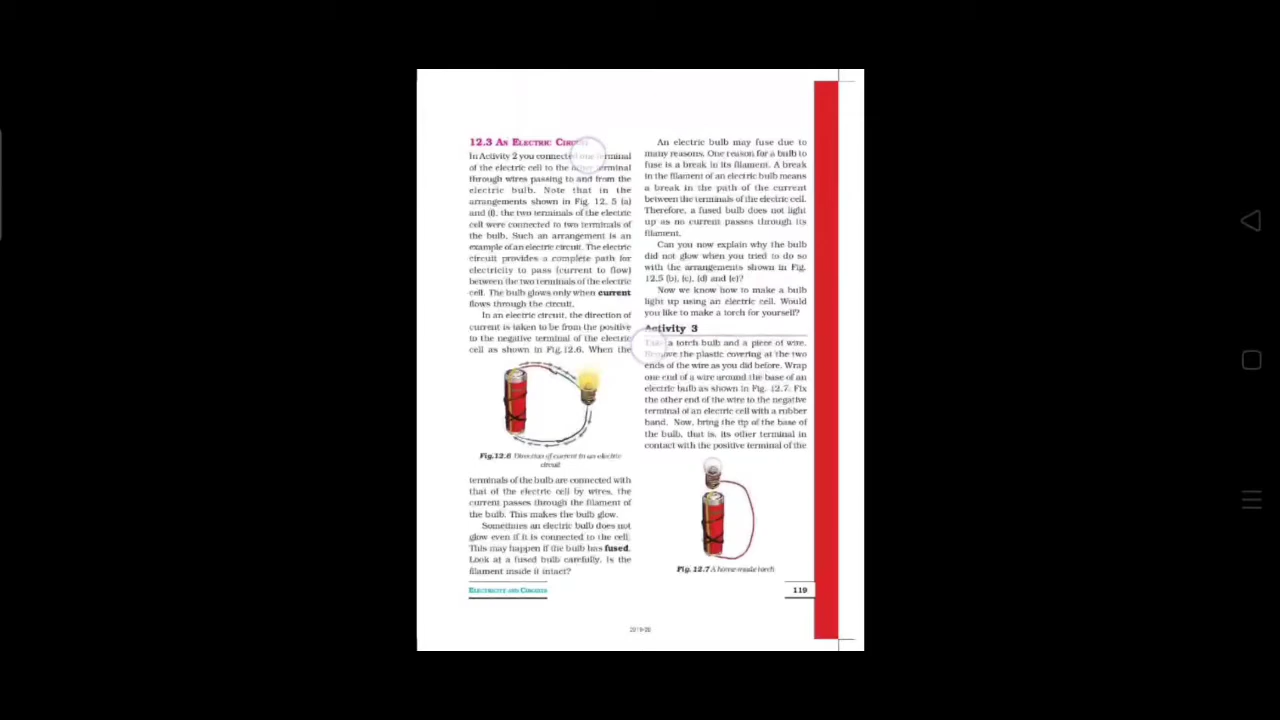 12.3 AN ELECTRIC CIRCUIT
In Activity 2 you connected one terminal
of the electric cell to the other terminal
through wires passing to and from the
electric bulb. Note that in the
arrangements shown in Fig. 12. 5 (a)
and (f), the two terminals of the electric
cell were connected to two terminals of
the bulb. Such an arrangement is an
example of an electric circuit. The electric
circuit provides a complete path for
electricity to pass (current to flow)
between the two terminals of the electric
cell. The bulb glows only when current
flows through the circuit.
In an electric circuit, the direction of
current is taken to be from the positive
to the negative terminal of the electric
cell as shown in Fig.12.6. When the
Fig.12.6 Direction of current in an electric
circuit
terminals of the bulb are connected with
that of the electric cell by wires, the
current passes through the filament of
the bulb. This makes the bulb glow.
Sometimes an electric bulb does not
glow even if it is connected to the cell.
This may happen if the bulb has fused.
Look at a fused bulb carefully. Is the
filament inside it intact?
An electric bulb may fuse due to
many reasons. One reason for a bulb to
fuse is a break in its filament. A break
in the filament of an electric bulb means
a break in the path of the current
between the terminals of the electric cell.
Therefore, a fused bulb does not light
up as no current passes through its
filament.
Can you now explain why the bulb
did not glow when you tried to do so
with the arrangements shown in Fig.
12.5 (b), (c), (d) and (e)?
Now we know how to make a bulb
light up using an electric cell. Would
you like to make a torch for yourself?
Activity 3
Take a torch bulb and a piece of wire.
Remove the plastic covering at the two
ends of the wire as you did before. Wrap
one end of a wire around the base of an
electric bulb as shown in Fig. 12.7. Fix
the other end of the wire to the negative
terminal of an electric cell with a rubber
band. Now, bring the tip of the base of
the bulb, that is, its other terminal in
contact with the positive terminal of the
Fig. 12.7 A home-made torch
ELECTRICITY AND CIRCUITS
119
2019-20